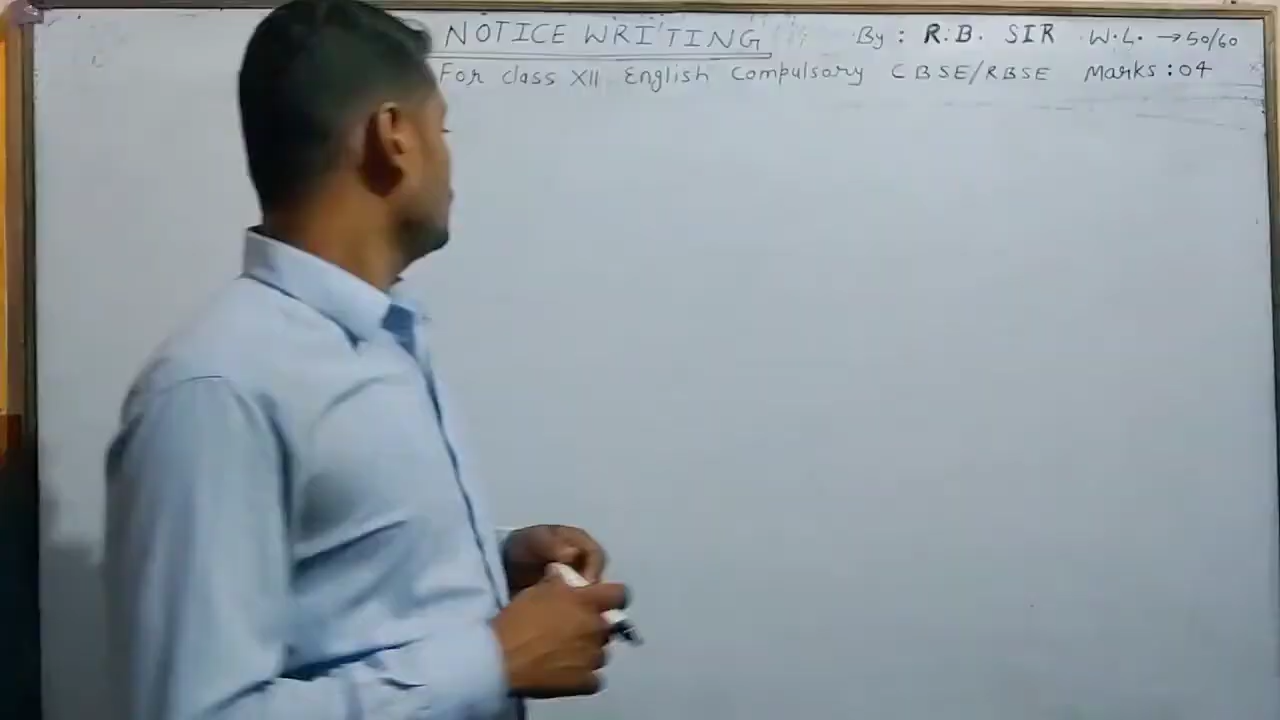 NOTICE WRITING By : R.B. SIR W.L. → 50/60
For class XII English Compulsory CBSE/RBSE Marks : 04